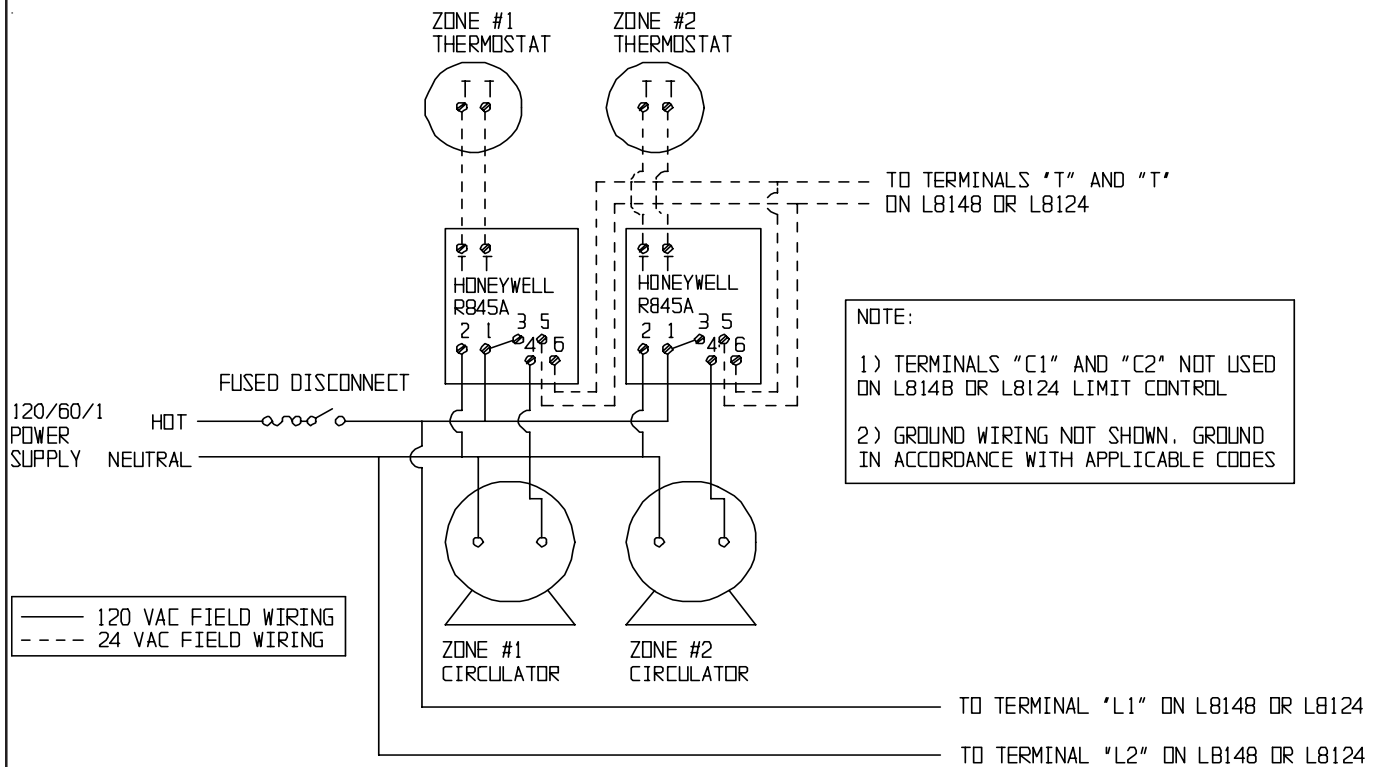 ZONE #1
THERMOSTAT
ZONE #2
THERMOSTAT
T T
T T
TO TERMINALS 'T" AND "T'
ON L8148 OR L8124
T T
HONEYWELL
R845A
2 1 3 5
4 6
T T
HONEYWELL
R845A
2 1 3 5
4 6
NOTE:
1) TERMINALS "C1" AND "C2" NOT USED
ON L814B OR L8124 LIMIT CONTROL
2) GROUND WIRING NOT SHOWN. GROUND
IN ACCORDANCE WITH APPLICABLE CODES
FUSED DISCONNECT
120/60/1
POWER
SUPPLY
HOT
NEUTRAL
120 VAC FIELD WIRING
24 VAC FIELD WIRING
ZONE #1
CIRCULATOR
ZONE #2
CIRCULATOR
TO TERMINAL 'L1" ON L8148 OR L8124
TO TERMINAL "L2" ON L8148 OR L8124